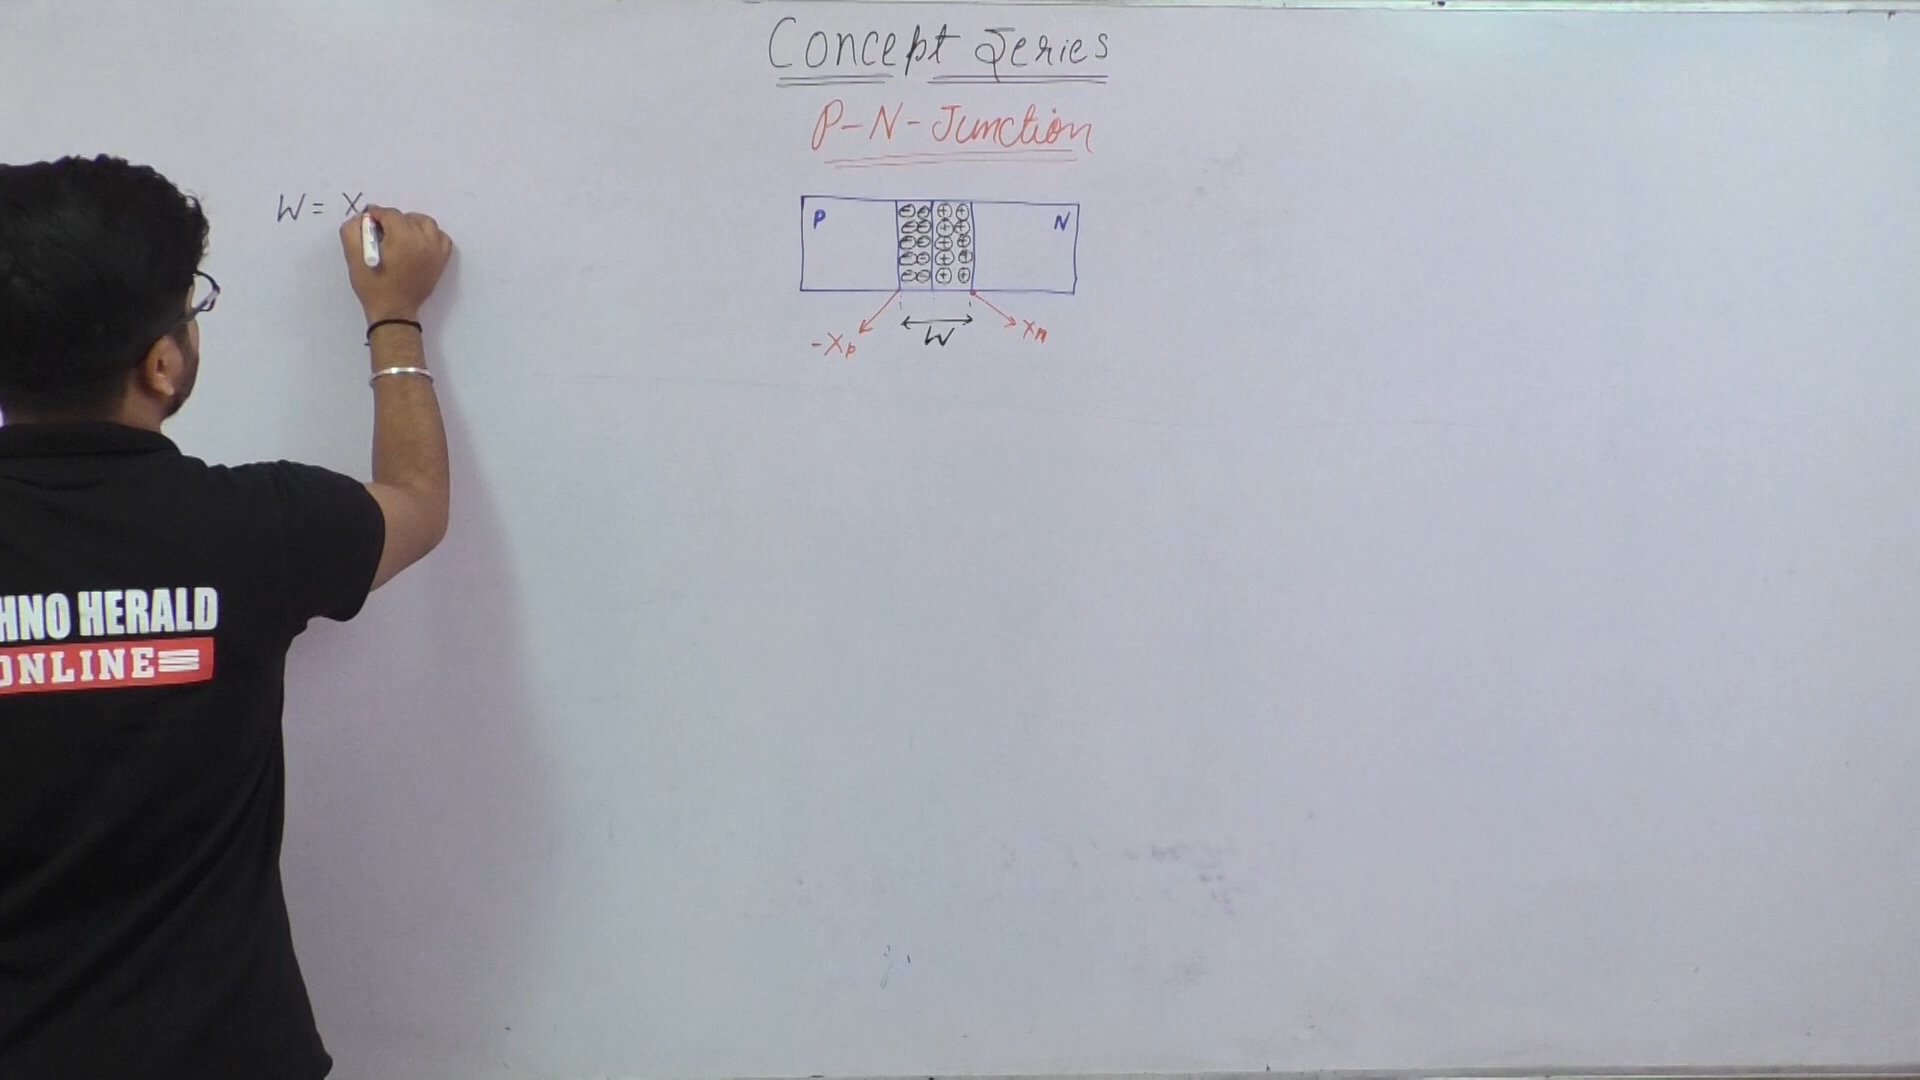 Concept Series
P-N-Junction
W = X
P
N
-Xp
W
Xn
HNO HERALD
ONLINE